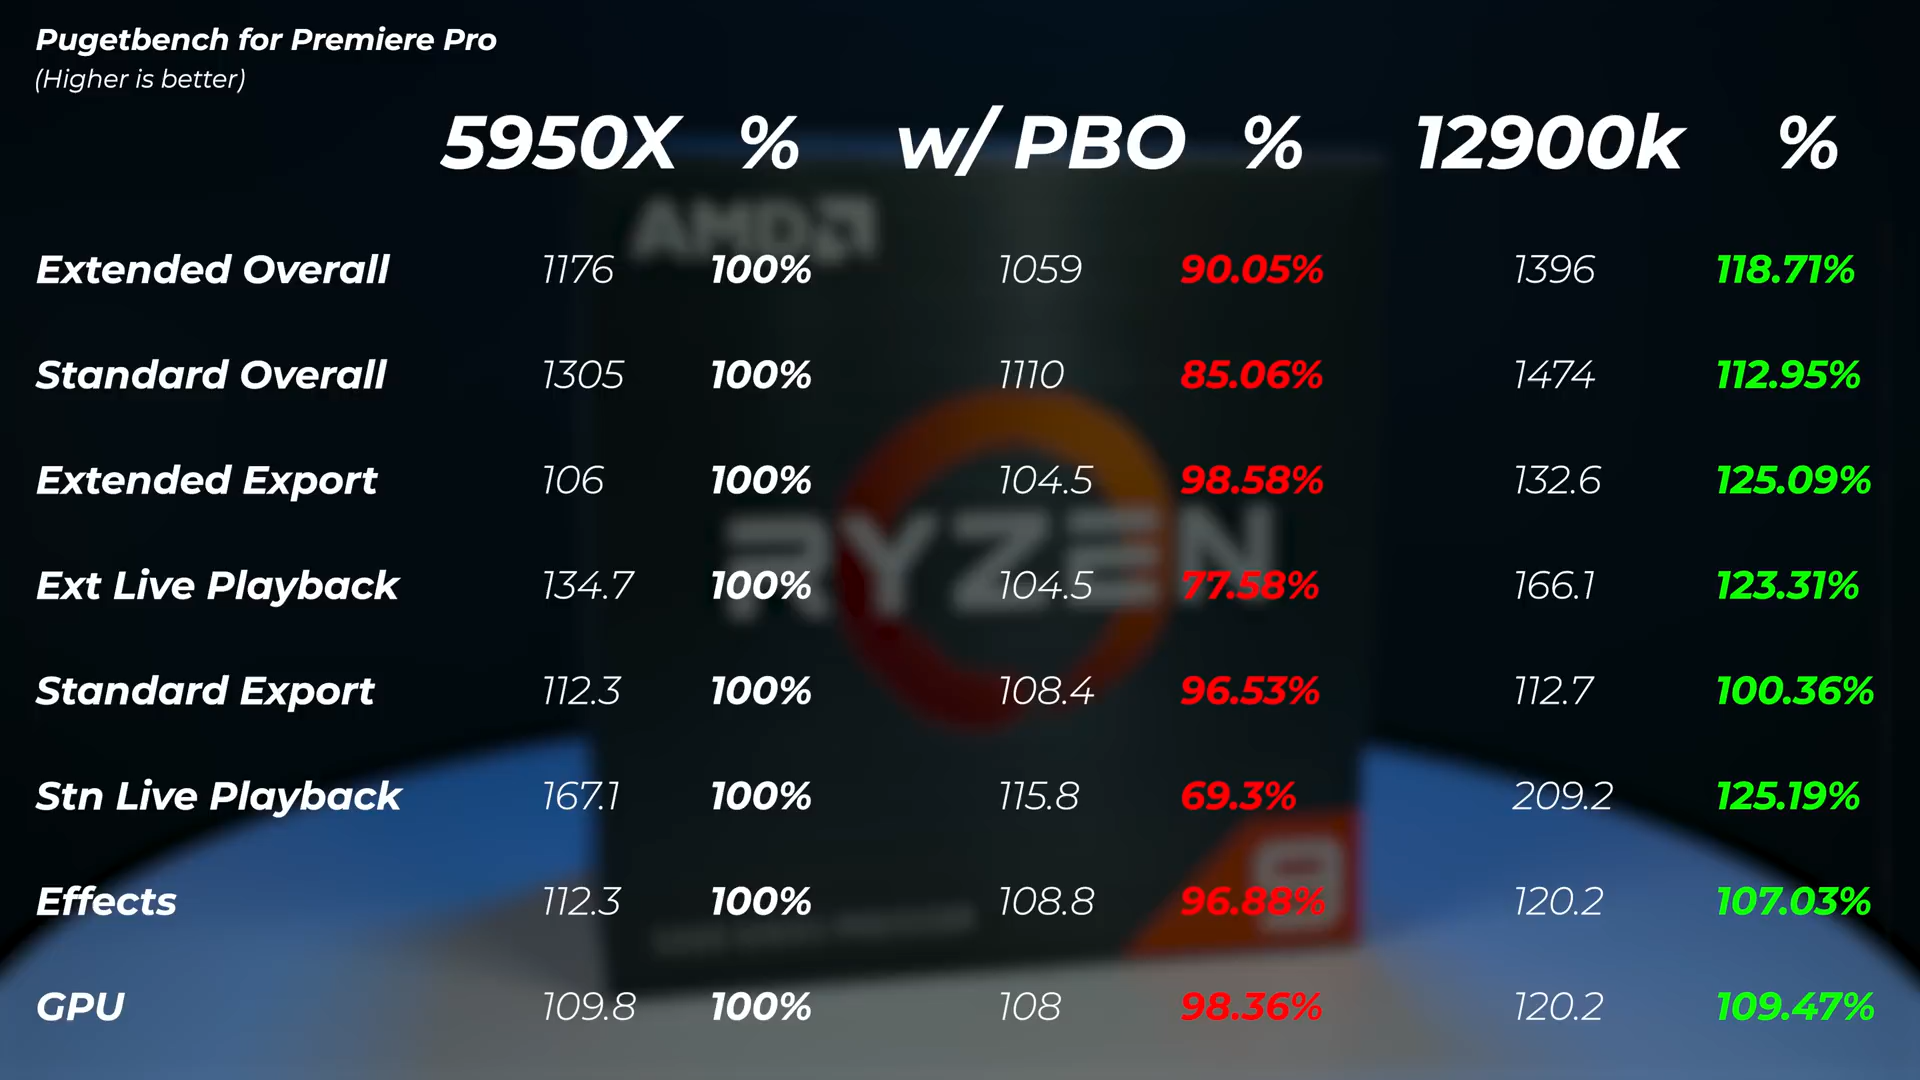 Pugetbench for Premiere Pro
(Higher is better)
5950X % w/ PBO % 12900k %
AMD
Extended Overall 1176 100% 1059 90.05% 1396 118.71%
Standard Overall 1305 100% 1110 85.06% 1474 112.95%
Extended Export 106 100% 104.5 98.58% 132.6 125.09%
RYZEN
Ext Live Playback 134.7 100% 104.5 77.58% 166.1 123.31%
Standard Export 112.3 100% 108.4 96.53% 112.7 100.36%
Stn Live Playback 167.1 100% 115.8 69.3% 209.2 125.19%
9
Effects 112.3 100% 108.8 96.88% 120.2 107.03%
GPU 109.8 100% 108 98.36% 120.2 109.47%